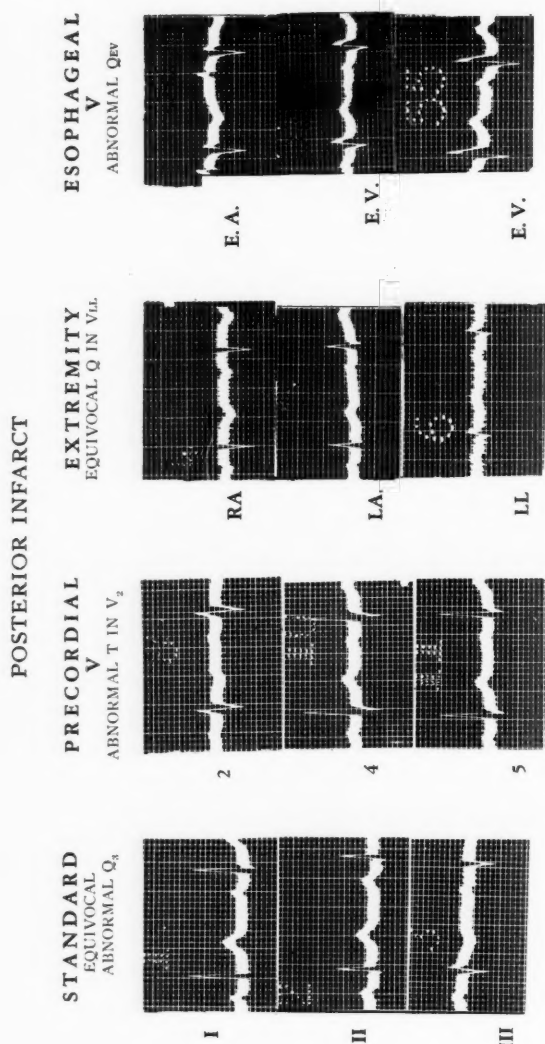 POSTERIOR INFARCT
STANDARD
EQUIVOCAL
ABNORMAL Q₃
I
II
III
PRECORDIAL
V
ABNORMAL T IN V₂
2
4
5
EXTREMITY
EQUIVOCAL Q IN VLL
RA
LA
LL
ESOPHAGEAL
V
ABNORMAL QEV
E. A.
E. V.
E. V.